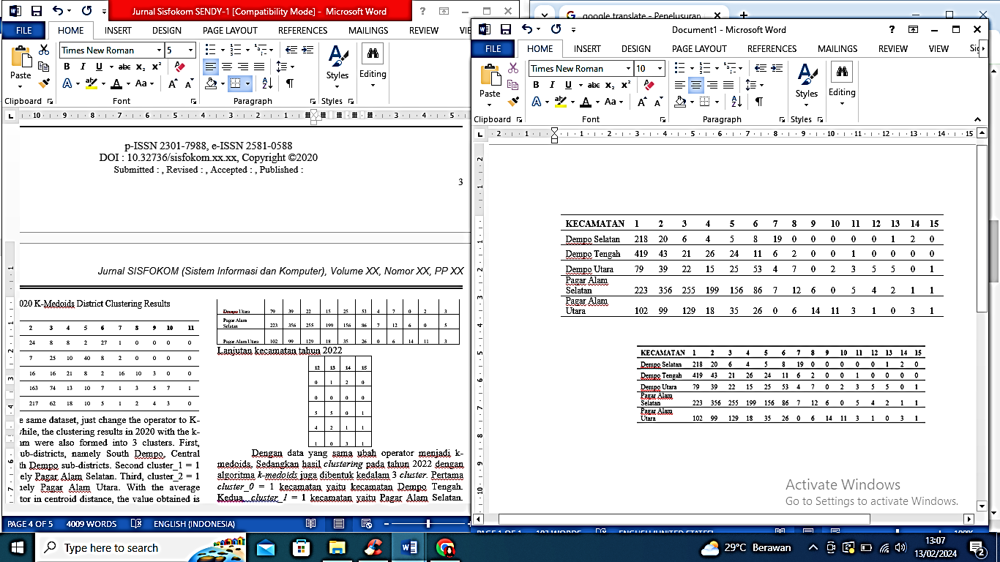 Jurnal Sisfokom SENDY-1 [Compatibility Mode] - Microsoft Word
FILE HOME INSERT DESIGN PAGE LAYOUT REFERENCES MAILINGS REVIEW VIE
Times New Roman 5
Paste
Styles
Editing
Clipboard Font Paragraph Styles
p-ISSN 2301-7988, e-ISSN 2581-0588
DOI : 10.32736/sisfokom.xx.xx, Copyright ©2020
Submitted : , Revised : , Accepted : , Published :
3
Jurnal SISFOKOM (Sistem Informasi dan Komputer), Volume XX, Nomor XX, PP XX
020 K-Medoids District Clustering Results
2 3 4 5 6 7 8 9 10 11
24 8 8 2 27 1 0 0 0 0
7 25 10 40 8 2 0 0 0 0
16 16 21 8 2 16 10 3 0 0
163 74 13 10 7 1 3 5 7 1
217 62 18 10 5 1 2 4 3 0
e same dataset, just change the operator to K-
hile, the clustering results in 2020 with the k-
um were also formed into 3 clusters. First,
ub-districts, namely South Dempo, Central
th Dempo sub-districts. Second cluster_1 = 1
ely Pagar Alam Selatan. Third, cluster_2 = 1
nely Pagar Alam Utara. With the average
tor in centroid distance, the value obtained is
Dempo Utara 79 39 22 15 25 53 4 7 0 2 3
Pagar Alam
Selatan 223 356 255 199 156 86 7 12 6 0 5
Pagar Alam Utara 102 99 129 18 35 26 0 6 14 11 3
Lanjutan kecamatan tahun 2022
12 13 14 15
0 1 2 0
0 0 0 0
5 5 0 1
4 2 1 1
1 0 3 1
Dengan data yang sama ubah operator menjadi k-
medoids. Sedangkan hasil clustering pada tahun 2022 dengan
algoritma k-medoids juga dibentuk kedalam 3 cluster. Pertama
cluster_0 = 1 kecamatan yaitu kecamatan Dempo Tengah.
Kedua, cluster_1 = 1 kecamatan yaitu Pagar Alam Selatan.
PAGE 4 OF 5 4009 WORDS ENGLISH (INDONESIA)
google translate - Penelusuran
Document1 - Microsoft Word
FILE HOME INSERT DESIGN PAGE LAYOUT REFERENCES MAILINGS REVIEW VIEW
Times New Roman 10
Paste
Styles
Editing
Clipboard Font Paragraph Styles
KECAMATAN 1 2 3 4 5 6 7 8 9 10 11 12 13 14 15
Dempo Selatan 218 20 6 4 5 8 19 0 0 0 0 0 1 2 0
Dempo Tengah 419 43 21 26 24 11 6 2 0 0 1 0 0 0 0
Dempo Utara 79 39 22 15 25 53 4 7 0 2 3 5 5 0 1
Pagar Alam
Selatan 223 356 255 199 156 86 7 12 6 0 5 4 2 1 1
Pagar Alam
Utara 102 99 129 18 35 26 0 6 14 11 3 1 0 3 1
KECAMATAN 1 2 3 4 5 6 7 8 9 10 11 12 13 14 15
Dempo Selatan 218 20 6 4 5 8 19 0 0 0 0 0 1 2 0
Dempo Tengah 419 43 21 26 24 11 6 2 0 0 1 0 0 0 0
Dempo Utara 79 39 22 15 25 53 4 7 0 2 3 5 5 0 1
Pagar Alam
Selatan 223 356 255 199 156 86 7 12 6 0 5 4 2 1 1
Pagar Alam
Utara 102 99 129 18 35 26 0 6 14 11 3 1 0 3 1
Activate Windows
Go to Settings to activate Windows.
Type here to search
29°C Berawan
13:07
13/02/2024
2